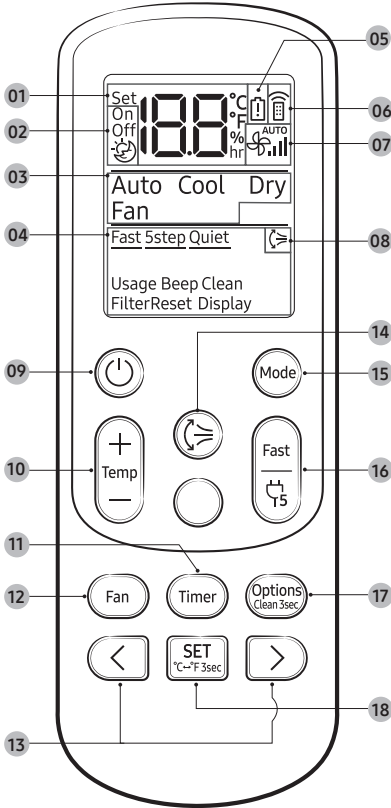 05
01 Set °C 06
02 On °F
Off 188 % AUTO 07
hr
03
Auto Cool Dry
Fan
04 Fast 5step Quiet 08
Usage Beep Clean
FilterReset Display
14
09 Mode 15
10 + Temp − Fast 16
5
11
12 Fan Timer Options 17
Clean 3sec
< SET >
°C↔°F 3sec
18
13